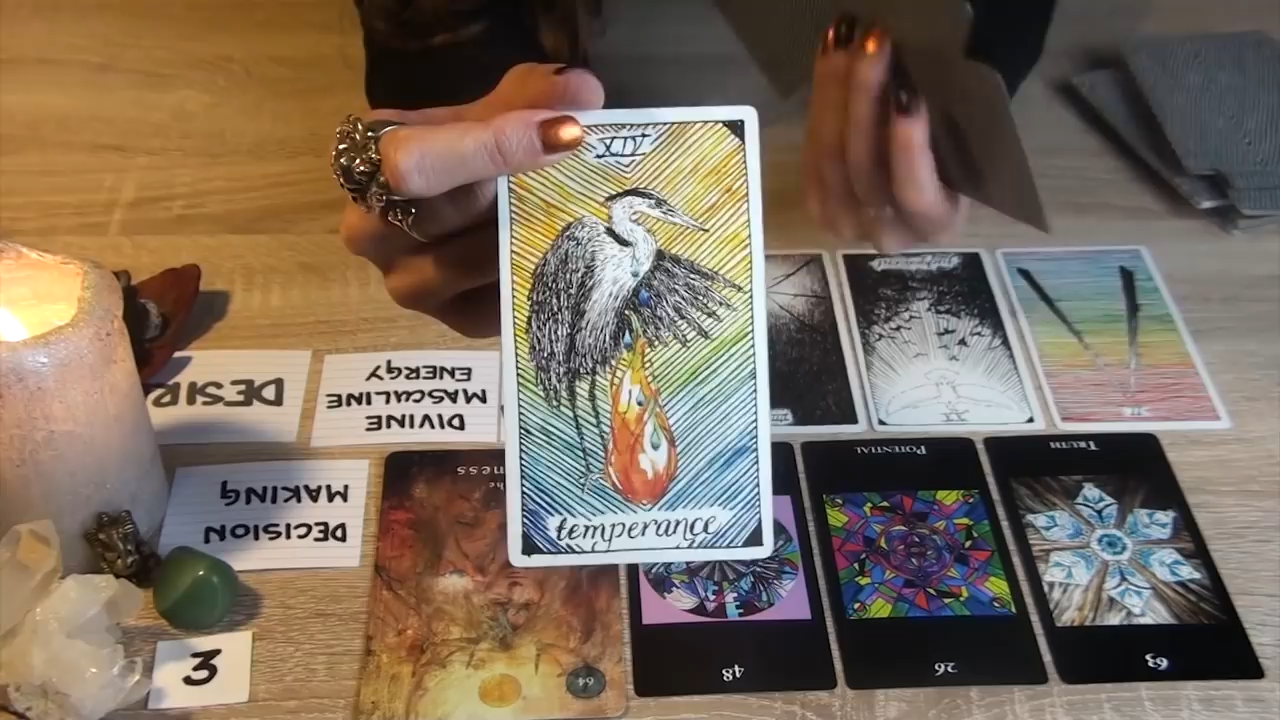 XIV
temperance
DESIR
DIVINE
MASCULINE
ENERGY
DECISION
MAKING
3
64
48
POTENTIAL
26
TRUTH
63